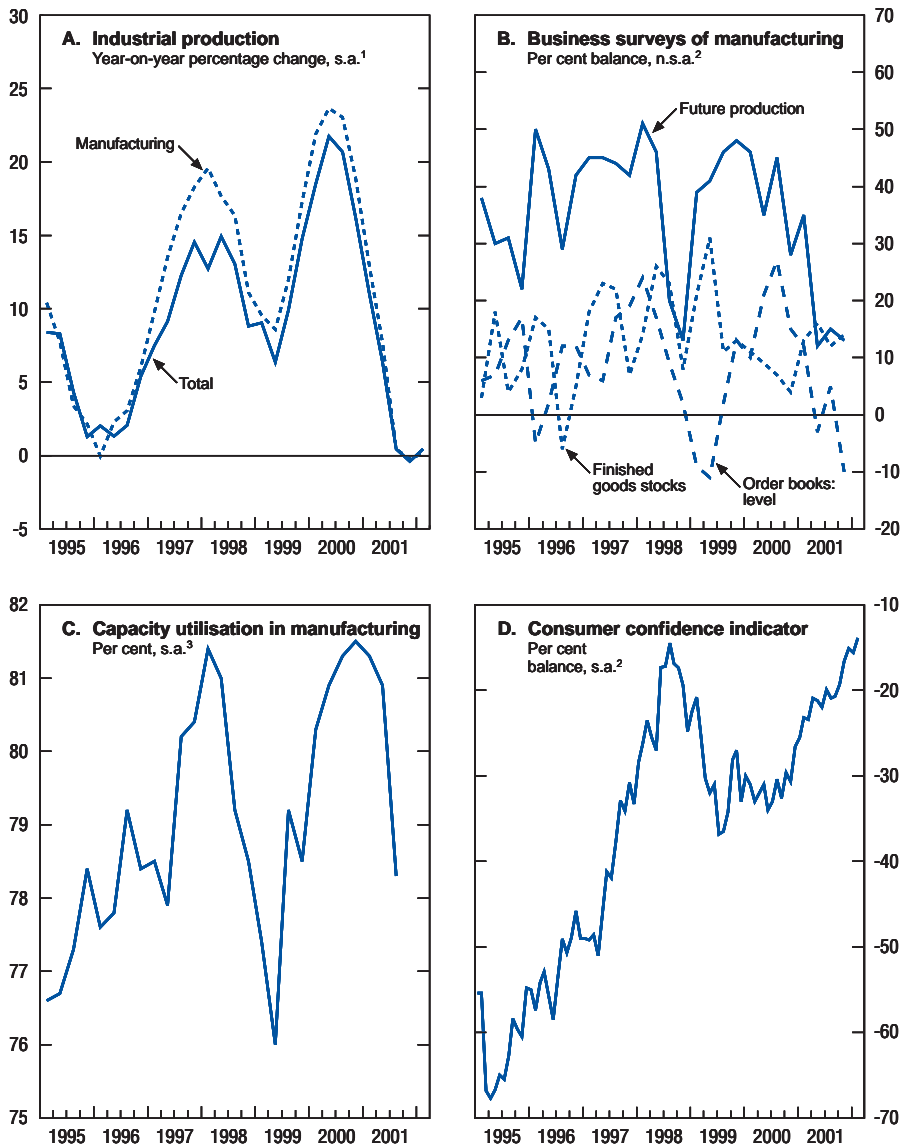 A. Industrial production
Year-on-year percentage change, s.a.¹
30
25
20
15
10
5
0
-5
Manufacturing
Total
1995 1996 1997 1998 1999 2000 2001
B. Business surveys of manufacturing
Per cent balance, n.s.a.²
70
60
50
40
30
20
10
0
-10
-20
Future production
Finished
goods stocks
Order books:
level
1995 1996 1997 1998 1999 2000 2001
C. Capacity utilisation in manufacturing
Per cent, s.a.³
82
81
80
79
78
77
76
75
1995 1996 1997 1998 1999 2000 2001
D. Consumer confidence indicator
Per cent
balance, s.a.²
-10
-20
-30
-40
-50
-60
-70
1995 1996 1997 1998 1999 2000 2001